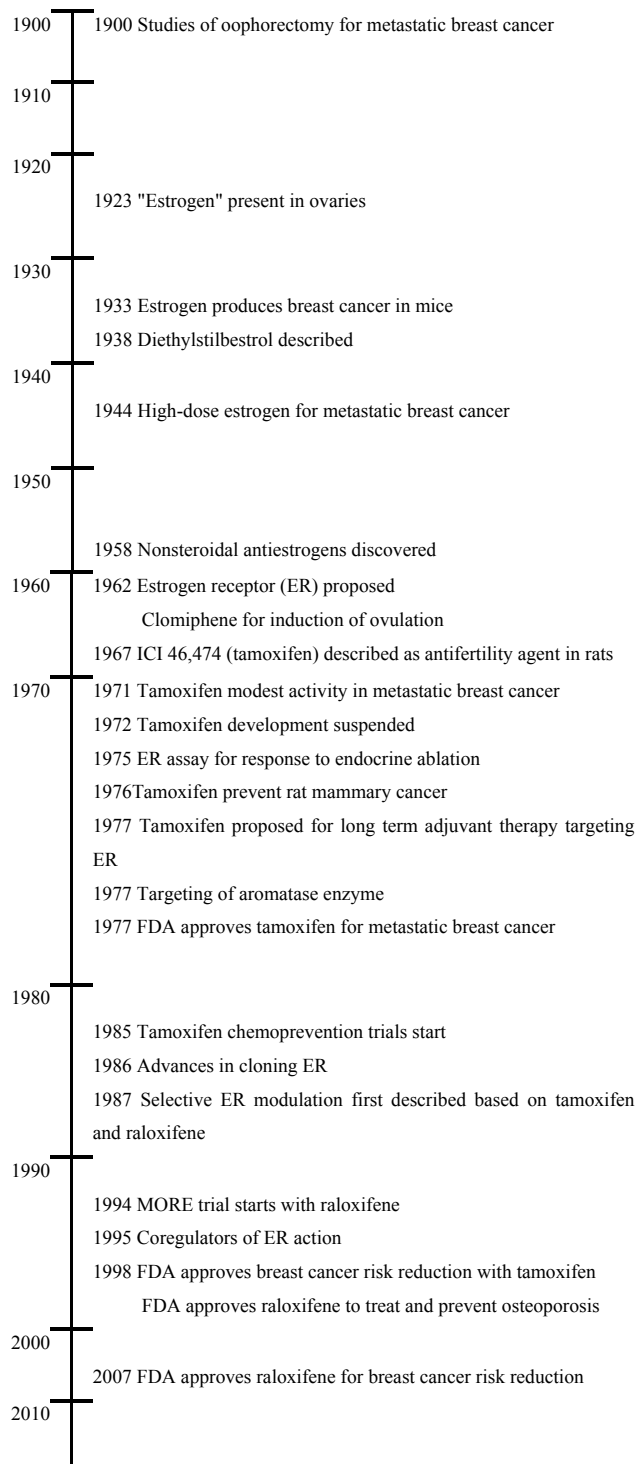 1900
1900 Studies of oophorectomy for metastatic breast cancer
1910
1920
1923 "Estrogen" present in ovaries
1930
1933 Estrogen produces breast cancer in mice
1938 Diethylstilbestrol described
1940
1944 High-dose estrogen for metastatic breast cancer
1950
1958 Nonsteroidal antiestrogens discovered
1960
1962 Estrogen receptor (ER) proposed
Clomiphene for induction of ovulation
1967 ICI 46,474 (tamoxifen) described as antifertility agent in rats
1970
1971 Tamoxifen modest activity in metastatic breast cancer
1972 Tamoxifen development suspended
1975 ER assay for response to endocrine ablation
1976Tamoxifen prevent rat mammary cancer
1977 Tamoxifen proposed for long term adjuvant therapy targeting
ER
1977 Targeting of aromatase enzyme
1977 FDA approves tamoxifen for metastatic breast cancer
1980
1985 Tamoxifen chemoprevention trials start
1986 Advances in cloning ER
1987 Selective ER modulation first described based on tamoxifen
and raloxifene
1990
1994 MORE trial starts with raloxifene
1995 Coregulators of ER action
1998 FDA approves breast cancer risk reduction with tamoxifen
FDA approves raloxifene to treat and prevent osteoporosis
2000
2007 FDA approves raloxifene for breast cancer risk reduction
2010